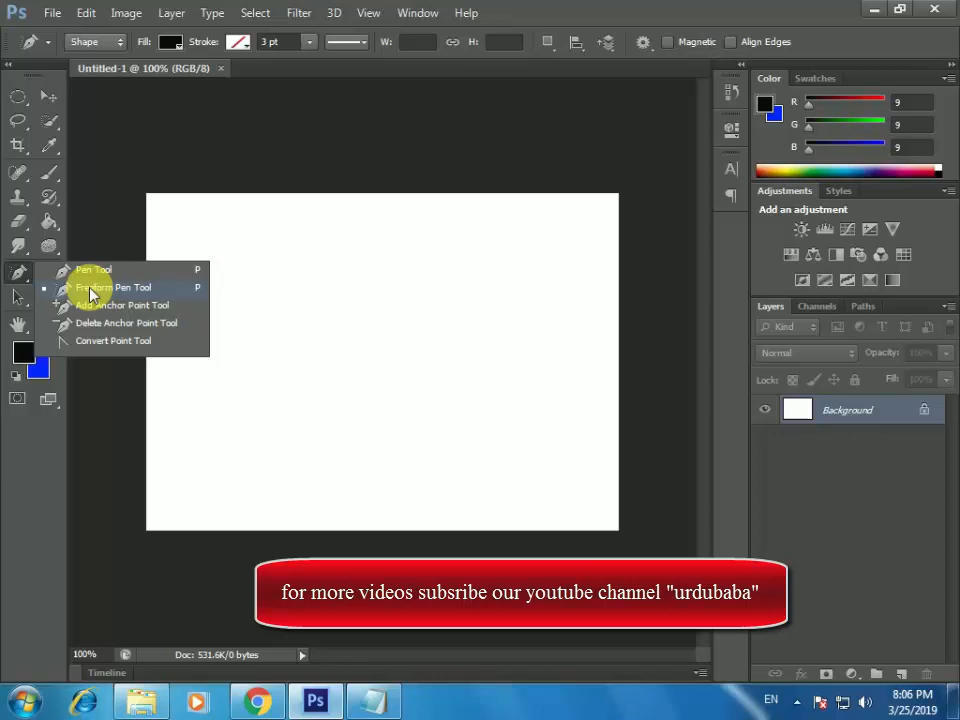 Ps File Edit Image Layer Type Select Filter 3D View Window Help
Shape Fill: Stroke: 3 pt W: H: Magnetic Align Edges
Untitled-1 @ 100% (RGB/8) ×
Color Swatches
R 9
G 9
B 9
Adjustments Styles
Add an adjustment
Pen Tool P
Freeform Pen Tool P
Add Anchor Point Tool
Delete Anchor Point Tool
Convert Point Tool
Layers Channels Paths
Kind
Normal Opacity: 100%
Lock: Fill: 100%
Background
for more videos subsribe our youtube channel "urdubaba"
100% Doc: 531.6K/0 bytes
Timeline
Ps EN 8:06 PM
3/25/2019